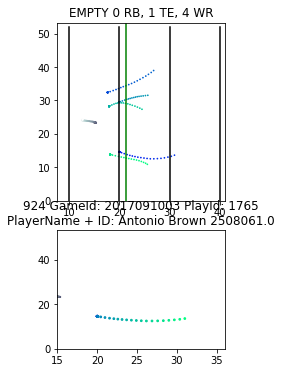 EMPTY 0 RB, 1 TE, 4 WR
50
40
30
20
10
0
10 20 30 40
924 GameId: 2017091003 PlayId: 1765
PlayerName + ID: Antonio Brown 2508061.0
40
20
0
15 20 25 30 35